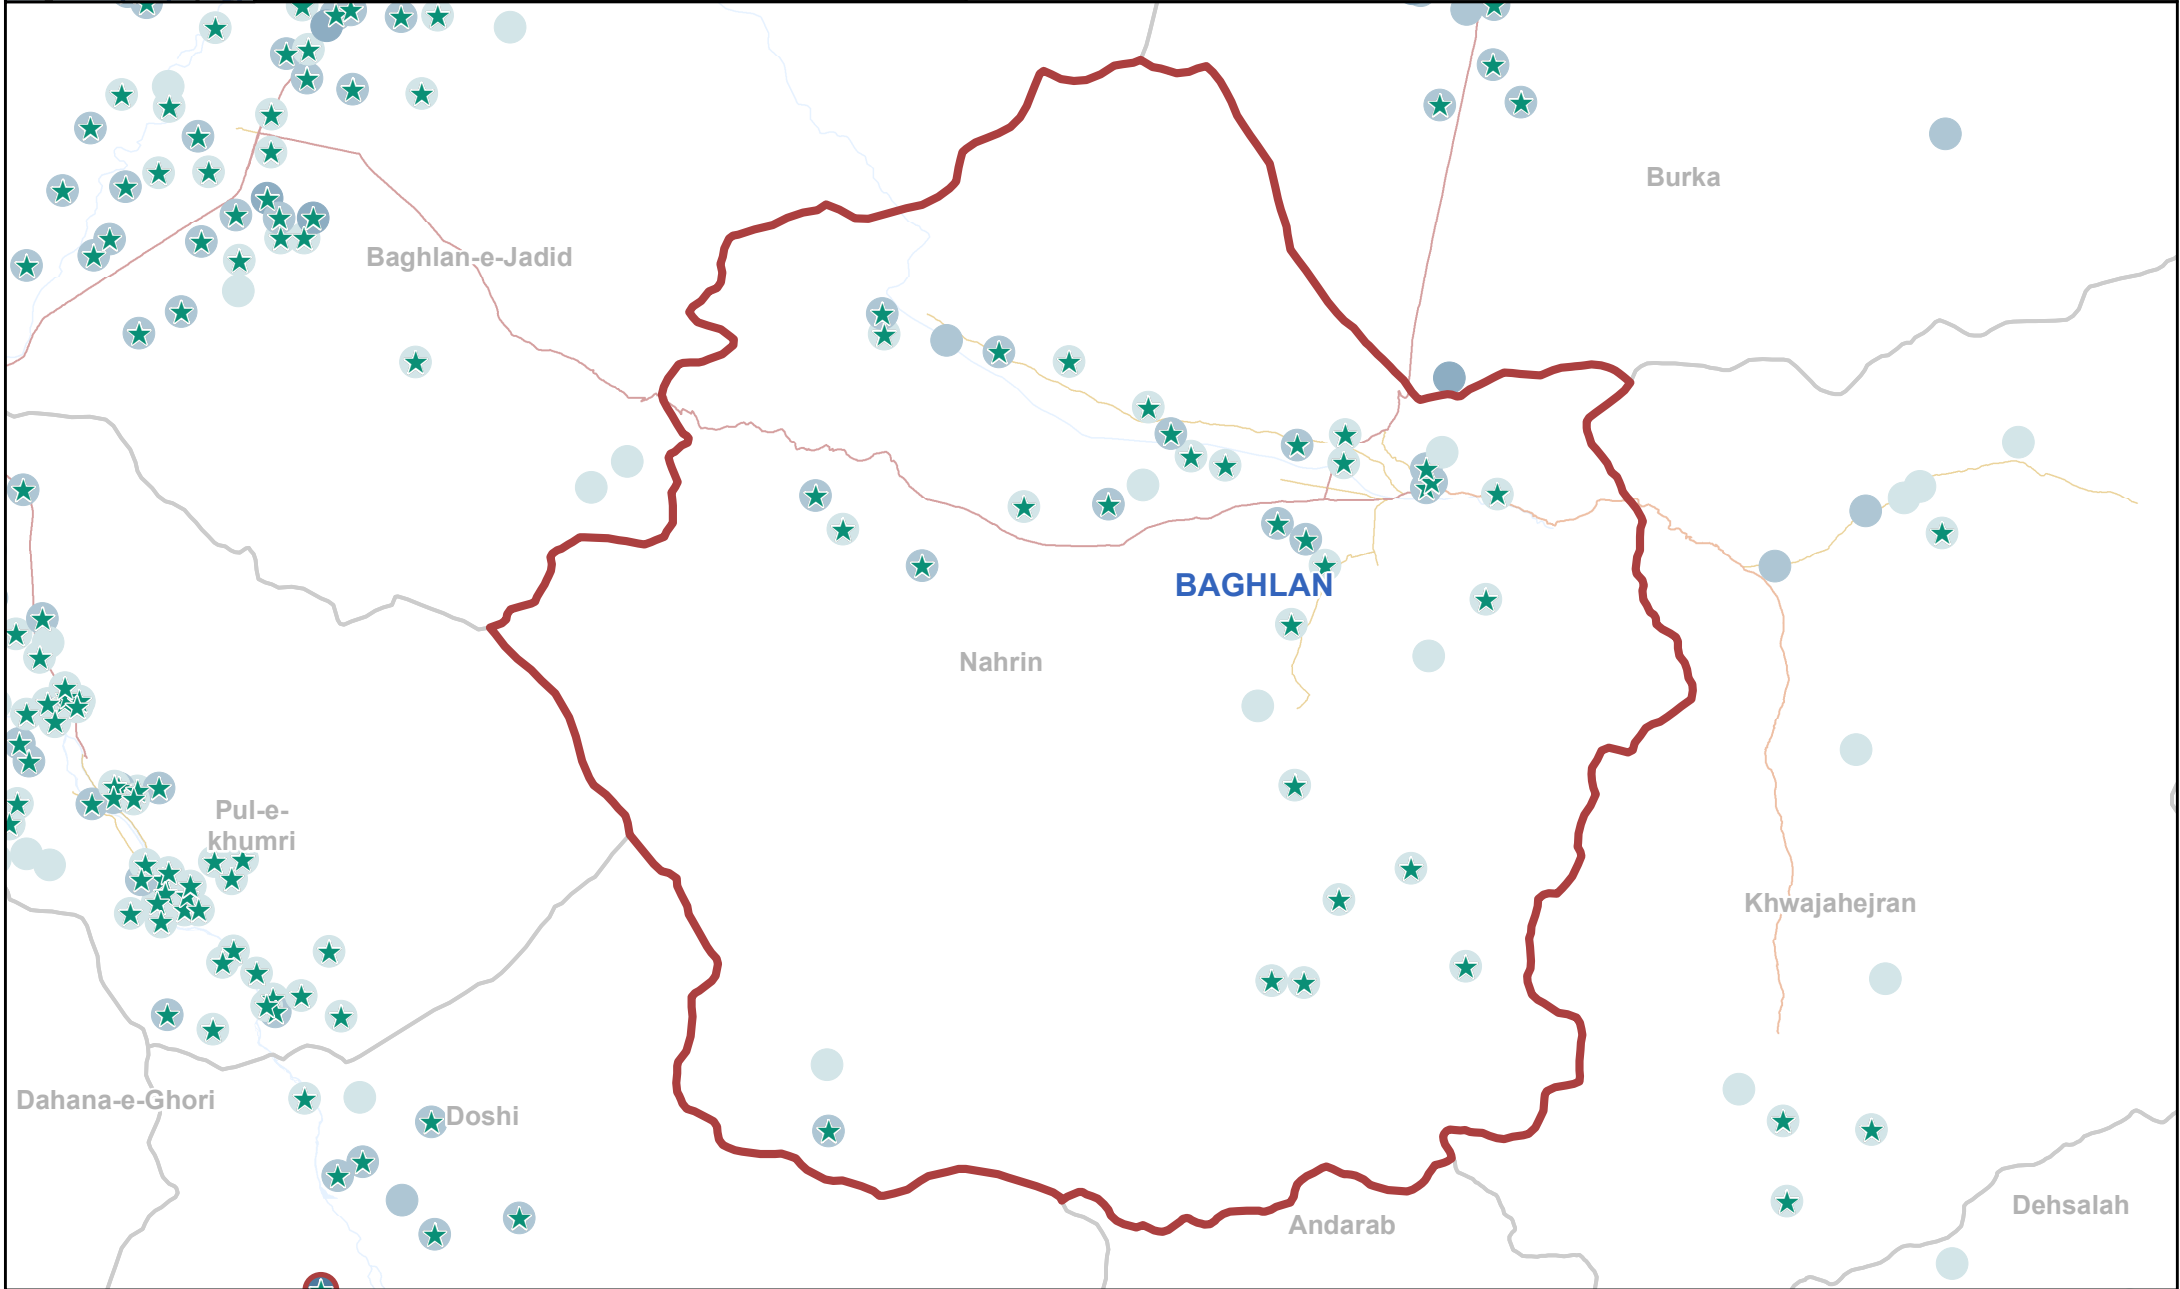 Burka
Baghlan-e-Jadid
BAGHLAN
Nahrin
Pul-e-
khumri
Khwajahejran
Dahana-e-Ghori
Doshi
Dehsalah
Andarab